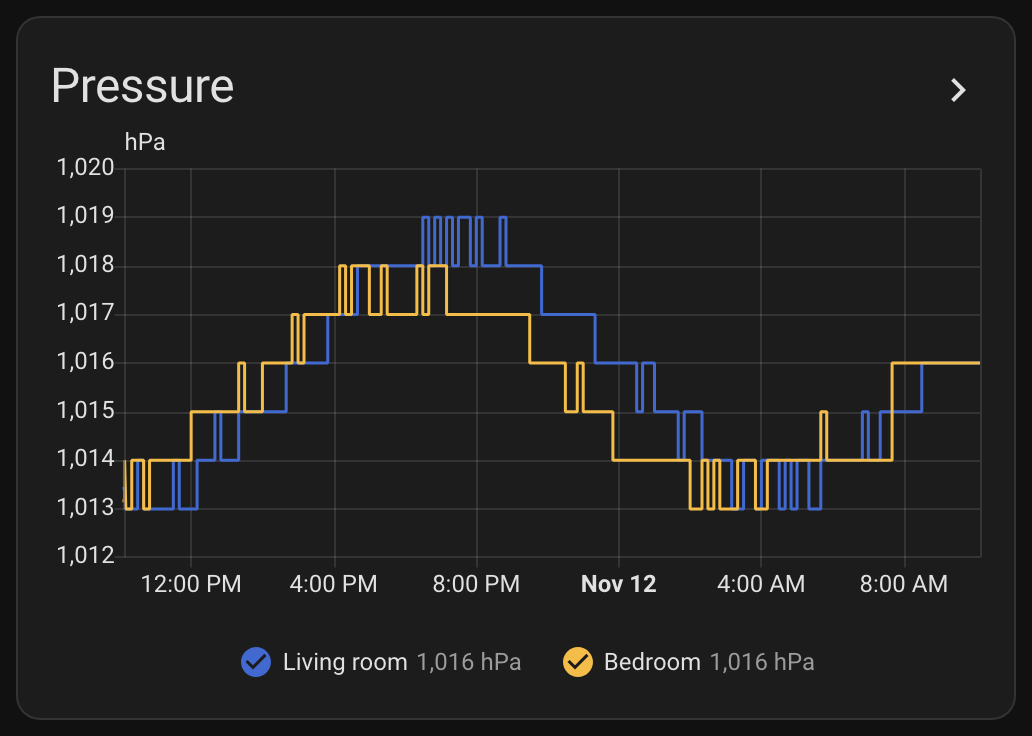 Pressure
hPa
1,020
1,019
1,018
1,017
1,016
1,015
1,014
1,013
1,012
12:00 PM 4:00 PM 8:00 PM Nov 12 4:00 AM 8:00 AM
Living room 1,016 hPa Bedroom 1,016 hPa